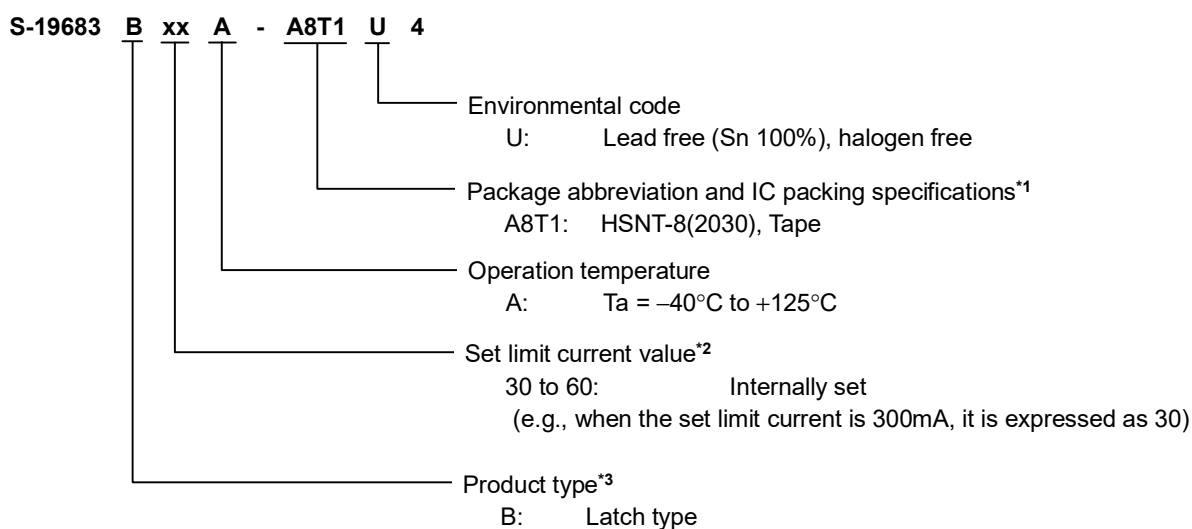 S-19683 B xx A - A8T1 U 4
Environmental code
U: Lead free (Sn 100%), halogen free
Package abbreviation and IC packing specifications*1
A8T1: HSNT-8(2030), Tape
Operation temperature
A: Ta = −40°C to +125°C
Set limit current value*2
30 to 60: Internally set
(e.g., when the set limit current is 300mA, it is expressed as 30)
Product type*3
B: Latch type